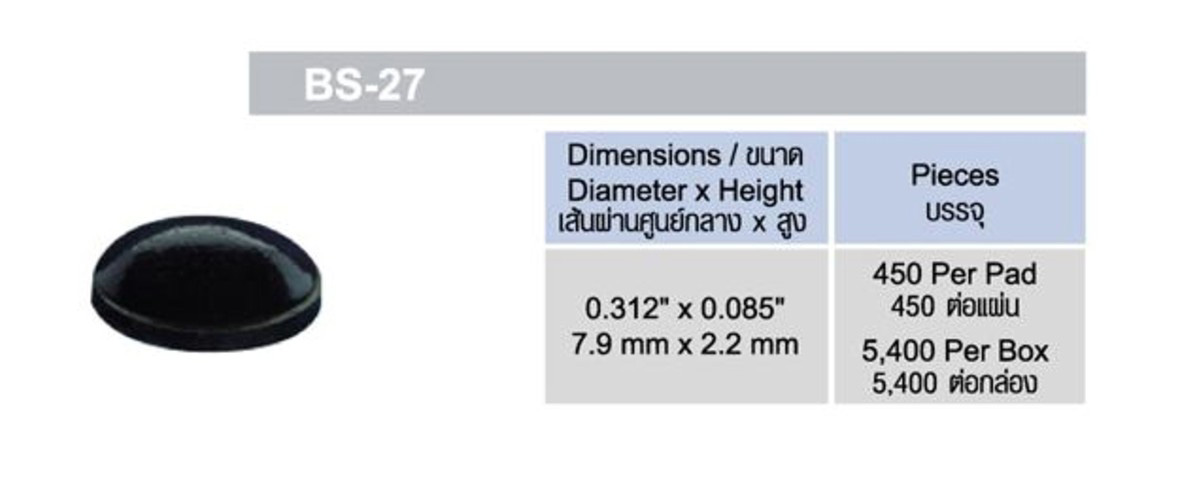 BS-27
Dimensions / ขนาด
Diameter x Height
เส้นผ่านศูนย์กลาง x สูง
Pieces
บรรจุ
0.312" x 0.085"
7.9 mm x 2.2 mm
450 Per Pad
450 ต่อแผ่น
5,400 Per Box
5,400 ต่อกล่อง